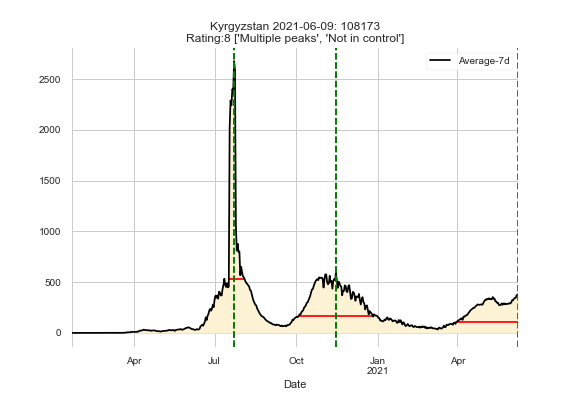 Kyrgyzstan 2021-06-09: 108173
Rating:8 ['Multiple peaks', 'Not in control']
Average-7d
2500
2000
1500
1000
500
0
Apr
Jul
Oct
Jan
2021
Apr
Date